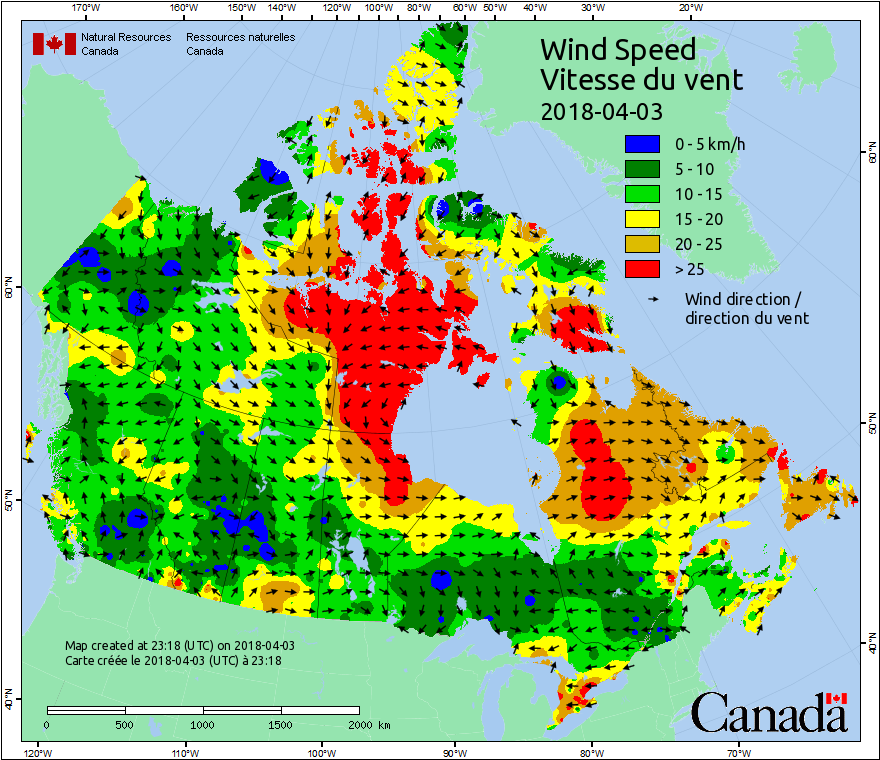 170°W 160°W 150°W 140°W 130°W 120°W 110°W 100°W 90°W 80°W 70°W 60°W 50°W 40°W 30°W 20°W
Natural Resources Canada
Ressources naturelles Canada
Wind Speed
Vitesse du vent
2018-04-03
0 - 5 km/h
5 - 10
10 - 15
15 - 20
20 - 25
> 25
Wind direction /
direction du vent
60°N
50°N
40°N
60°N
50°N
40°N
Map created at 23:18 (UTC) on 2018-04-03
Carte créée le 2018-04-03 (UTC) à 23:18
0 500 1000 1500 2000 km
Canada
120°W 110°W 100°W 90°W 80°W 70°W